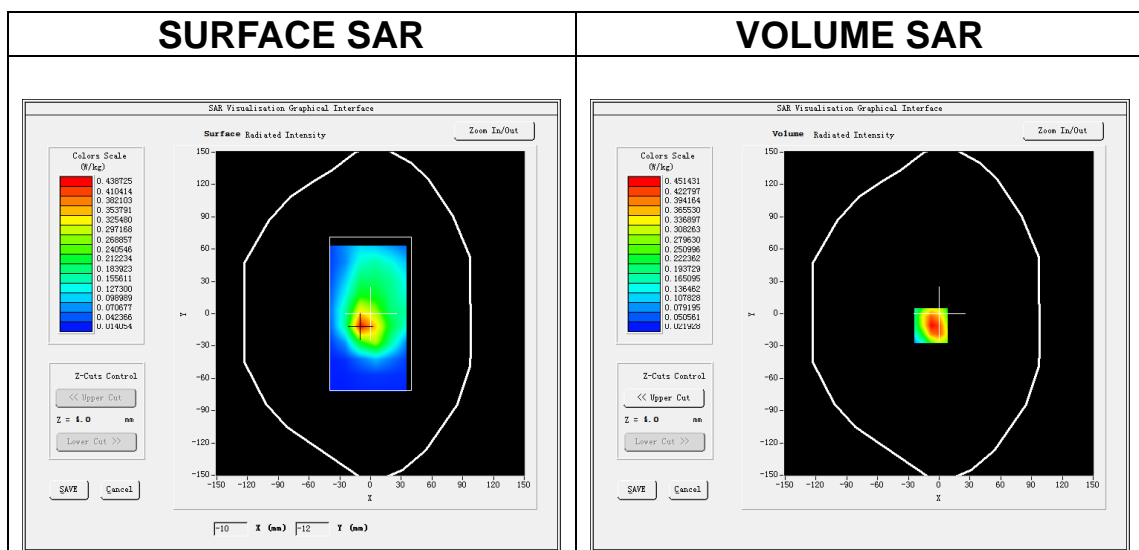 SURFACE SAR
VOLUME SAR
SAR Visualisation Graphical Interface
Surface Radiated Intensity
Zoom In/Out
Colors Scale
(W/kg)
0.438725
0.410414
0.382103
0.353791
0.325480
0.297168
0.268857
0.240546
0.212234
0.183923
0.155611
0.127300
0.098989
0.070677
0.042366
0.014054
Z-Cuts Control
<< Upper Cut
Z = 4.0 mm
Lower Cut >>
SAVE Cancel
150
120
90
60
30
0
-30
-60
-90
-120
-150
Y
-150 -120 -90 -60 -30 0 30 60 90 120 150
X
-10 X (mm) -12 Y (mm)
SAR Visualisation Graphical Interface
Volume Radiated Intensity
Zoom In/Out
Colors Scale
(W/kg)
0.451431
0.422797
0.394164
0.365530
0.336897
0.308263
0.279630
0.250996
0.222362
0.193729
0.165095
0.136462
0.107828
0.079195
0.050561
0.021928
Z-Cuts Control
<< Upper Cut
Z = 4.0 mm
Lower Cut >>
SAVE Cancel
150
120
90
60
30
0
-30
-60
-90
-120
-150
Y
-150 -120 -90 -60 -30 0 30 60 90 120 150
X